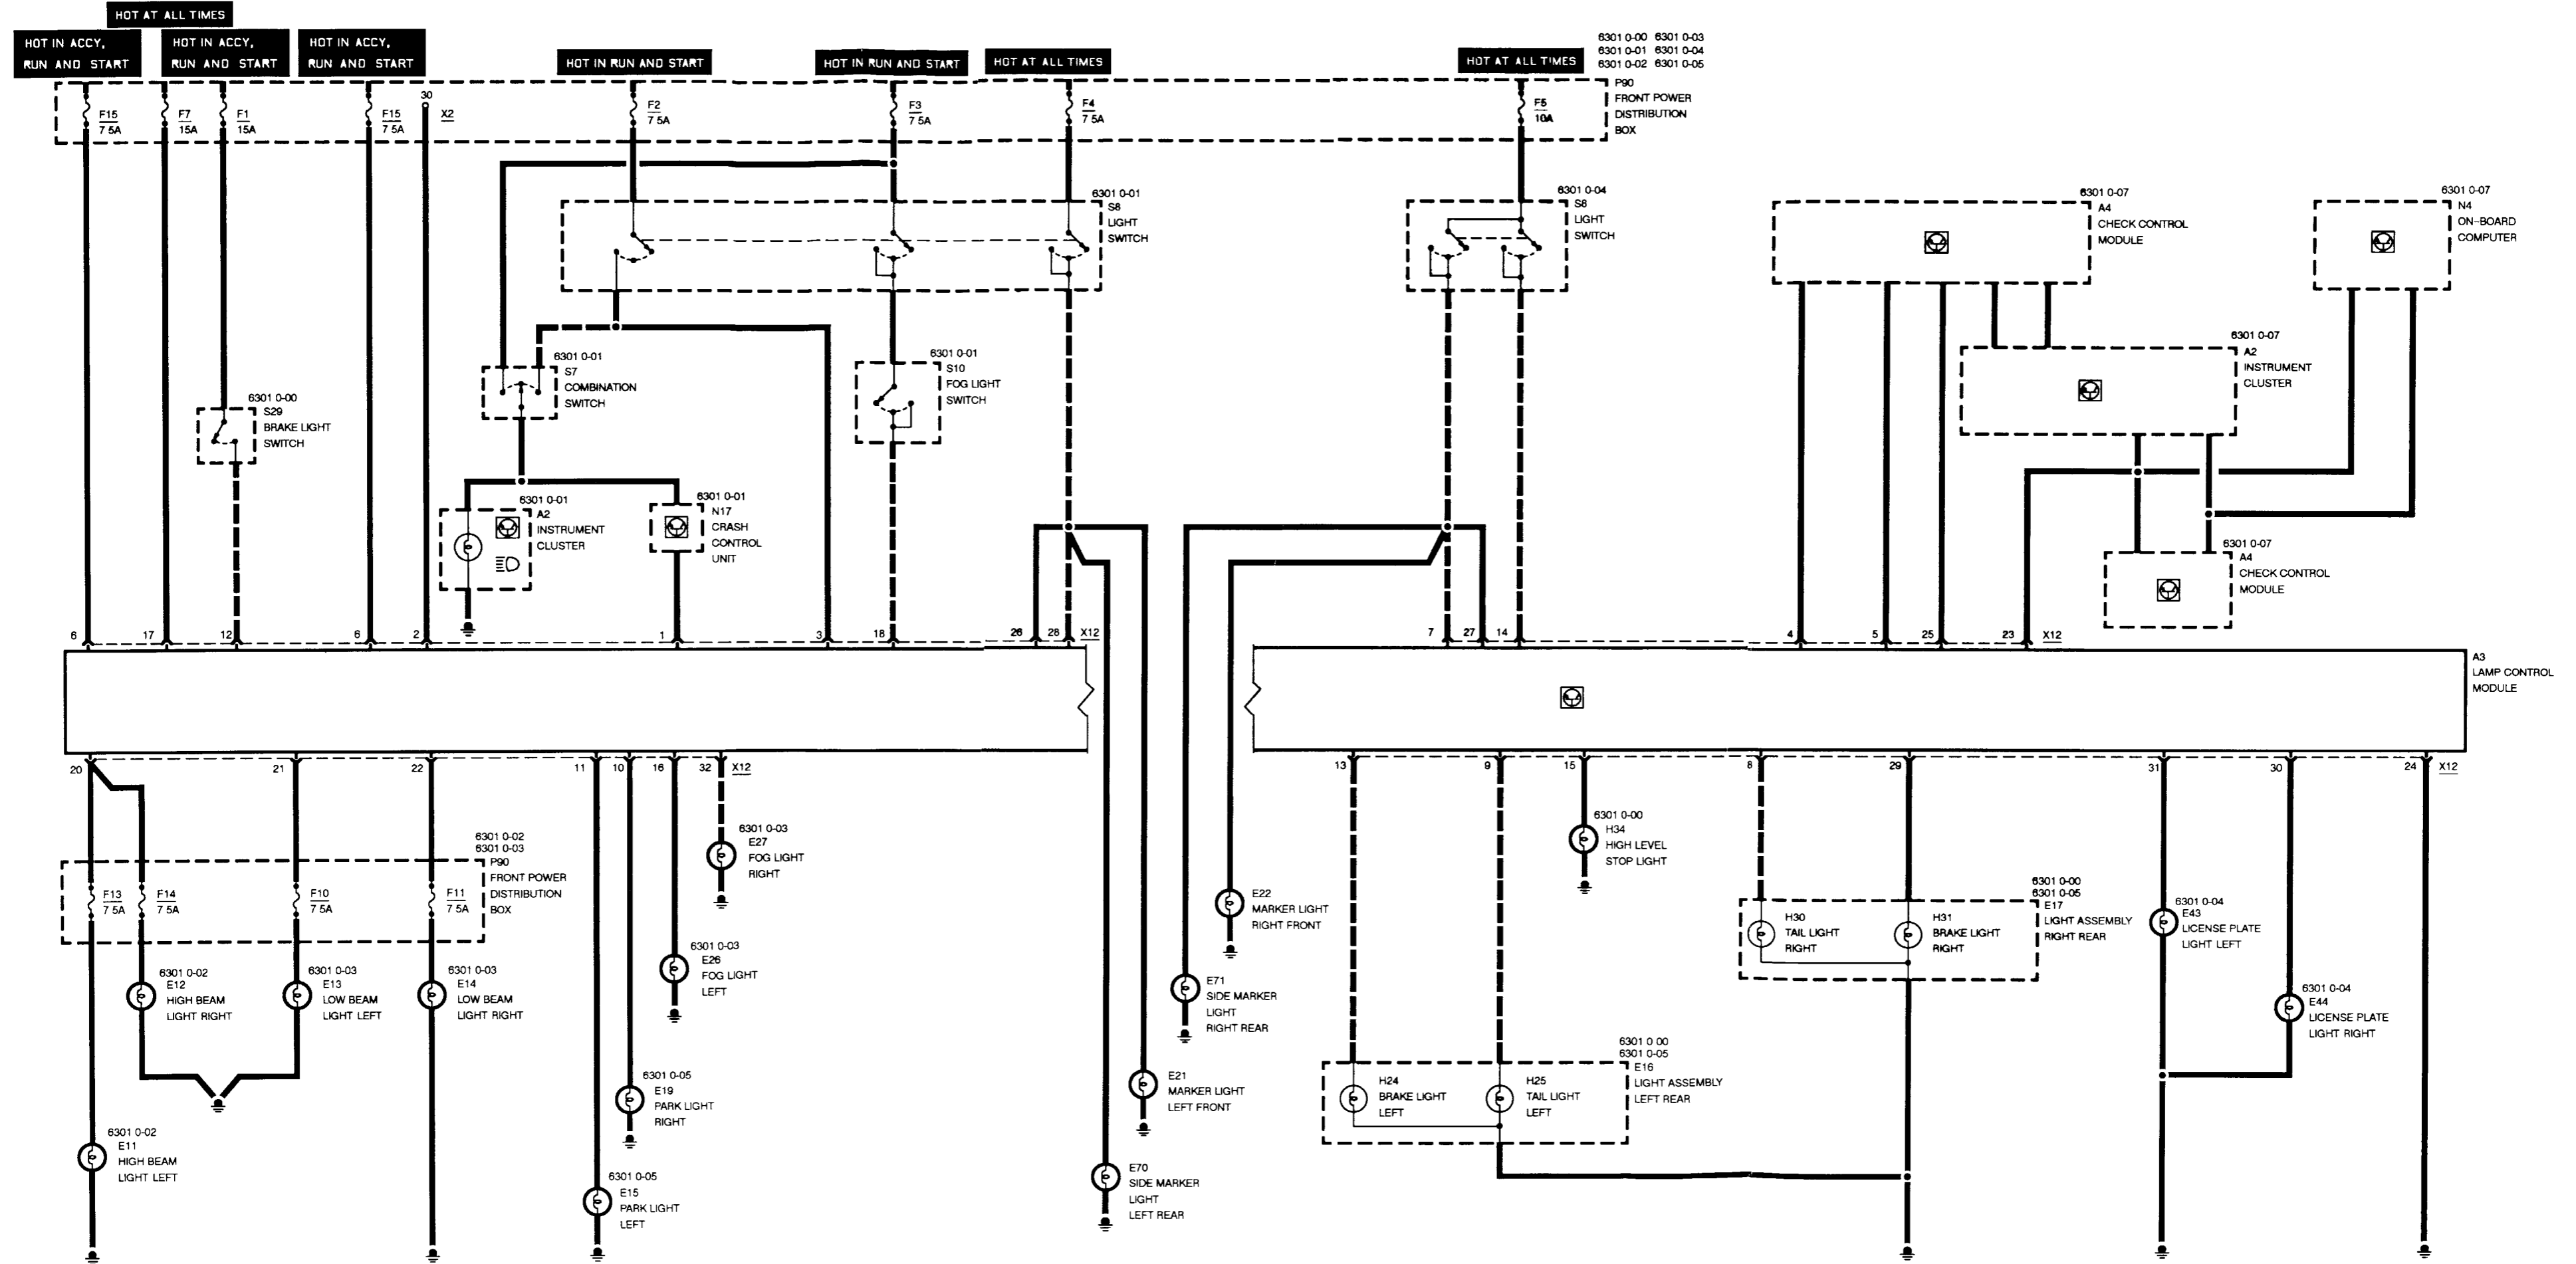 HOT AT ALL TIMES
HOT IN ACCY,
RUN AND START
HOT IN ACCY,
RUN AND START
HOT IN ACCY,
RUN AND START
HOT IN RUN AND START
HOT IN RUN AND START
HOT AT ALL TIMES
HOT AT ALL TIMES
6301 0-00 6301 0-03
6301 0-01 6301 0-04
6301 0-02 6301 0-05
P90
FRONT POWER
DISTRIBUTION
BOX
F15
7 5A
F7
15A
F1
15A
F15
7 5A
30
X2
F2
7 5A
F3
7 5A
F4
7 5A
F5
10A
6301 0-01
S8
LIGHT
SWITCH
6301 0-04
S8
LIGHT
SWITCH
6301 0-07
A4
CHECK CONTROL
MODULE
6301 0-07
N4
ON-BOARD
COMPUTER
6301 0-07
A2
INSTRUMENT
CLUSTER
6301 0-01
S7
COMBINATION
SWITCH
6301 0-01
S10
FOG LIGHT
SWITCH
6301 0-00
S29
BRAKE LIGHT
SWITCH
6301 0-01
A2
INSTRUMENT
CLUSTER
6301 0-01
N17
CRASH
CONTROL
UNIT
6301 0-07
A4
CHECK CONTROL
MODULE
6 17 12 6 2 1 3 18 26 28 X12 7 27 14 4 5 25 23 X12
A3
LAMP CONTROL
MODULE
20 21 22 11 10 16 32 X12 13 9 15 8 29 31 30 24 X12
6301 0-02
6301 0-03
P90
FRONT POWER
DISTRIBUTION
BOX
F13
7 5A
F14
7 5A
F10
7 5A
F11
7 5A
6301 0-03
E27
FOG LIGHT
RIGHT
6301 0-00
H34
HIGH LEVEL
STOP LIGHT
E22
MARKER LIGHT
RIGHT FRONT
6301 0-00
6301 0-05
E17
LIGHT ASSEMBLY
RIGHT REAR
H30
TAIL LIGHT
RIGHT
H31
BRAKE LIGHT
RIGHT
6301 0-04
E43
LICENSE PLATE
LIGHT LEFT
6301 0-02
E12
HIGH BEAM
LIGHT RIGHT
6301 0-03
E13
LOW BEAM
LIGHT LEFT
6301 0-03
E14
LOW BEAM
LIGHT RIGHT
6301 0-03
E26
FOG LIGHT
LEFT
E71
SIDE MARKER
LIGHT
RIGHT REAR
6301 0-04
E44
LICENSE PLATE
LIGHT RIGHT
6301 0 00
6301 0-05
E16
LIGHT ASSEMBLY
LEFT REAR
H24
BRAKE LIGHT
LEFT
H25
TAIL LIGHT
LEFT
6301 0-05
E19
PARK LIGHT
RIGHT
E21
MARKER LIGHT
LEFT FRONT
6301 0-02
E11
HIGH BEAM
LIGHT LEFT
6301 0-05
E15
PARK LIGHT
LEFT
E70
SIDE MARKER
LIGHT
LEFT REAR